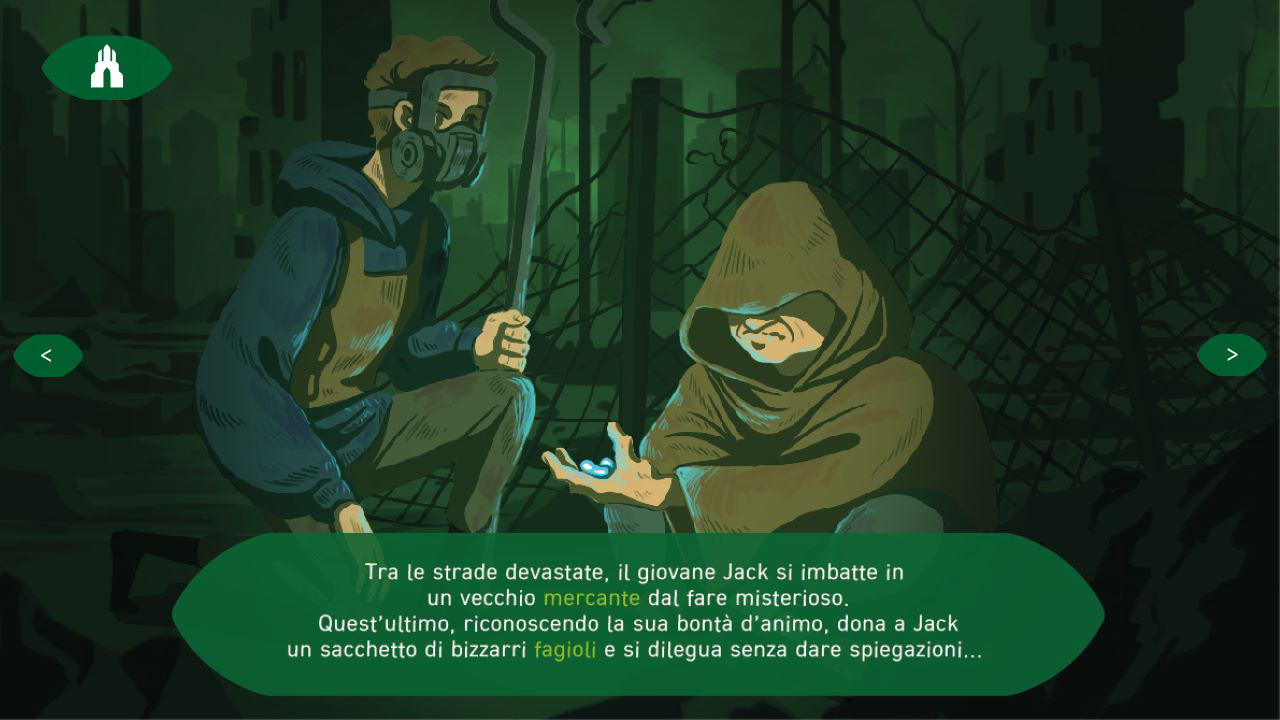 <
>
Tra le strade devastate, il giovane Jack si imbatte in
un vecchio mercante dal fare misterioso.
Quest'ultimo, riconoscendo la sua bontà d'animo, dona a Jack
un sacchetto di bizzarri fagioli e si dilegua senza dare spiegazioni...